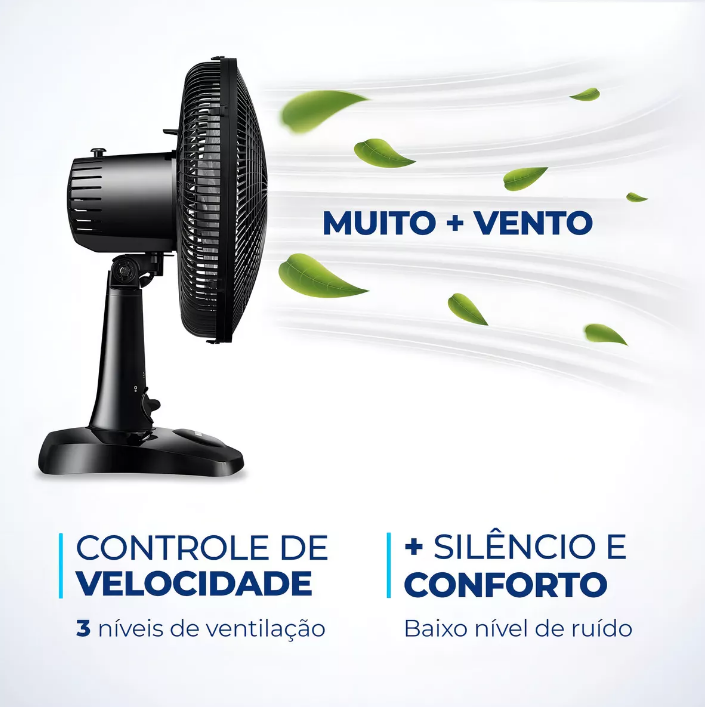 MUITO + VENTO
CONTROLE DE
VELOCIDADE
3 níveis de ventilação
+ SILÊNCIO E
CONFORTO
Baixo nível de ruído